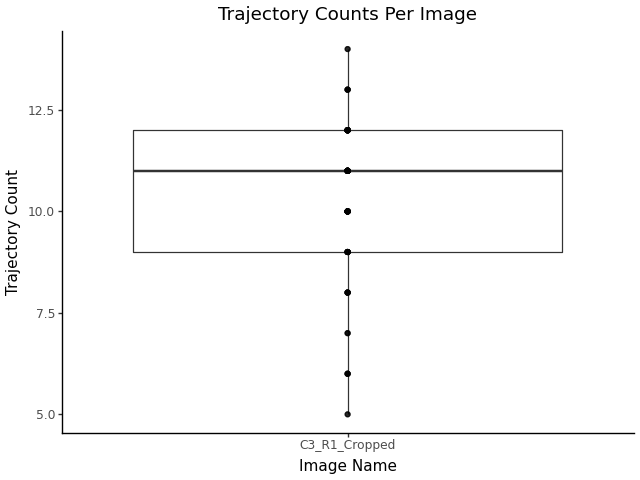 Trajectory Counts Per Image
Trajectory Count
12.5
10.0
7.5
5.0
C3_R1_Cropped
Image Name